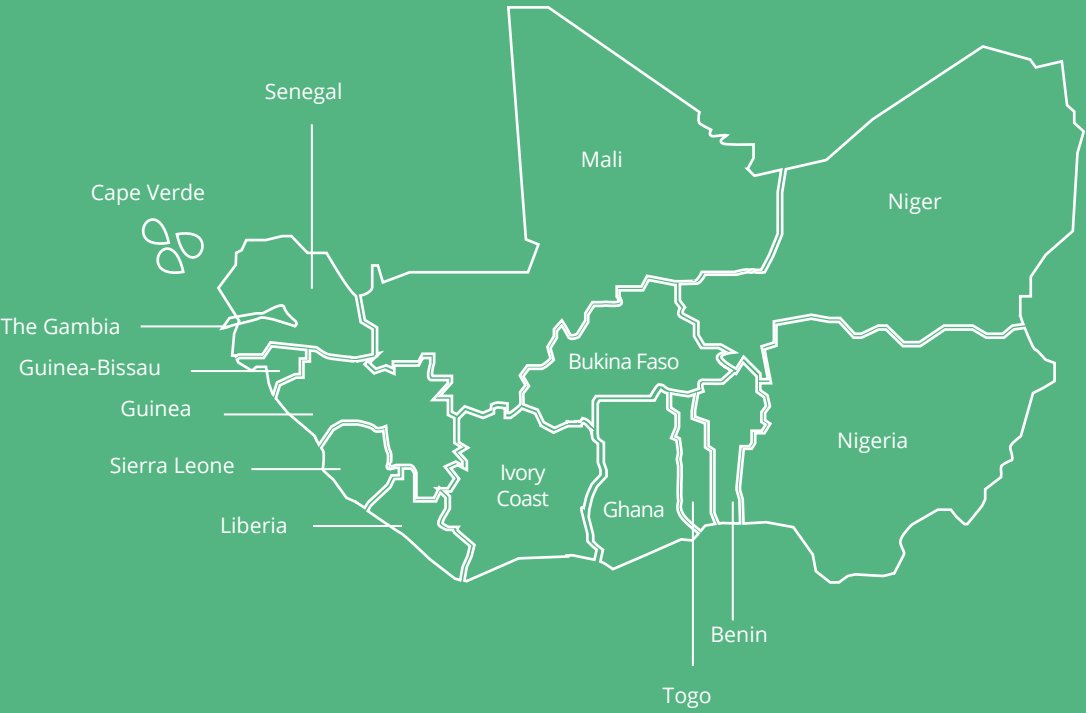 Senegal
Mali
Cape Verde
Niger
The Gambia
Guinea-Bissau
Bukina Faso
Guinea
Nigeria
Sierra Leone
Ivory
Coast
Ghana
Liberia
Benin
Togo